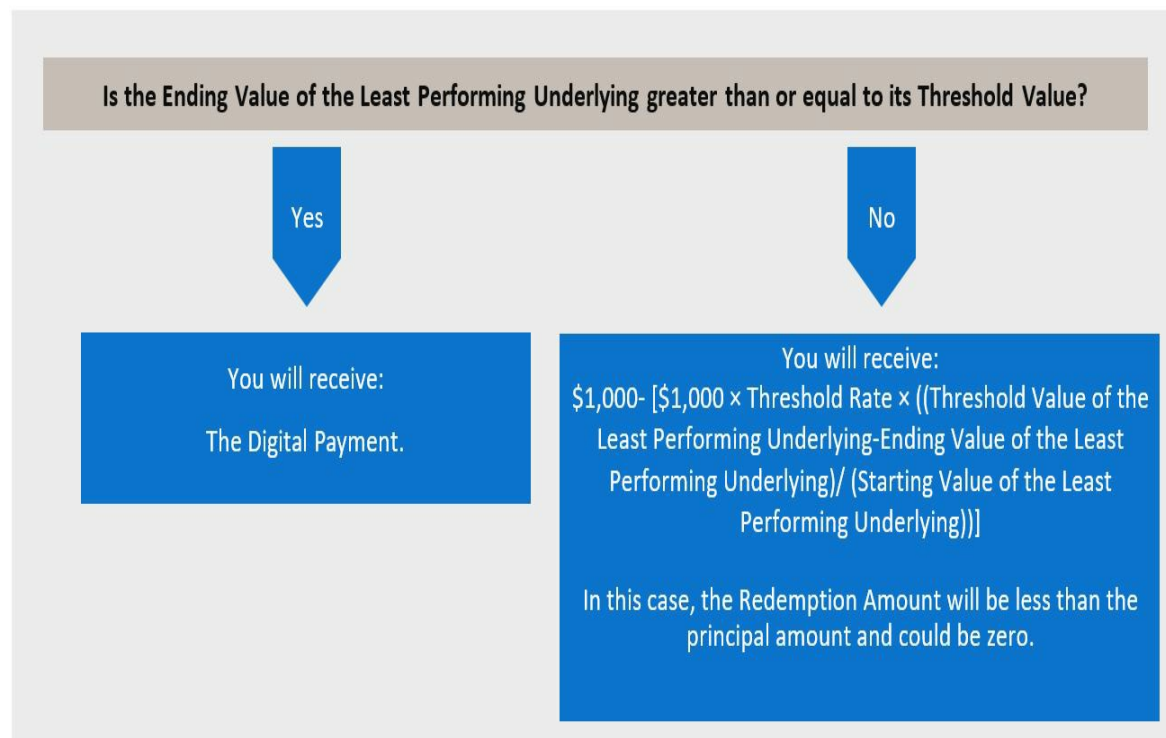 Is the Ending Value of the Least Performing Underlying greater than or equal to its Threshold Value?
Yes
No
You will receive:
The Digital Payment.
You will receive:
$1,000- [$1,000 × Threshold Rate × ((Threshold Value of the
Least Performing Underlying-Ending Value of the Least
Performing Underlying)/ (Starting Value of the Least
Performing Underlying))]
In this case, the Redemption Amount will be less than the
principal amount and could be zero.